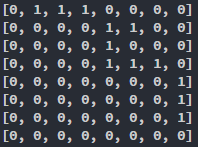 [0, 1, 1, 1, 0, 0, 0, 0]
[0, 0, 0, 0, 1, 1, 0, 0]
[0, 0, 0, 0, 1, 0, 0, 0]
[0, 0, 0, 0, 1, 1, 1, 0]
[0, 0, 0, 0, 0, 0, 0, 1]
[0, 0, 0, 0, 0, 0, 0, 1]
[0, 0, 0, 0, 0, 0, 0, 1]
[0, 0, 0, 0, 0, 0, 0, 0]